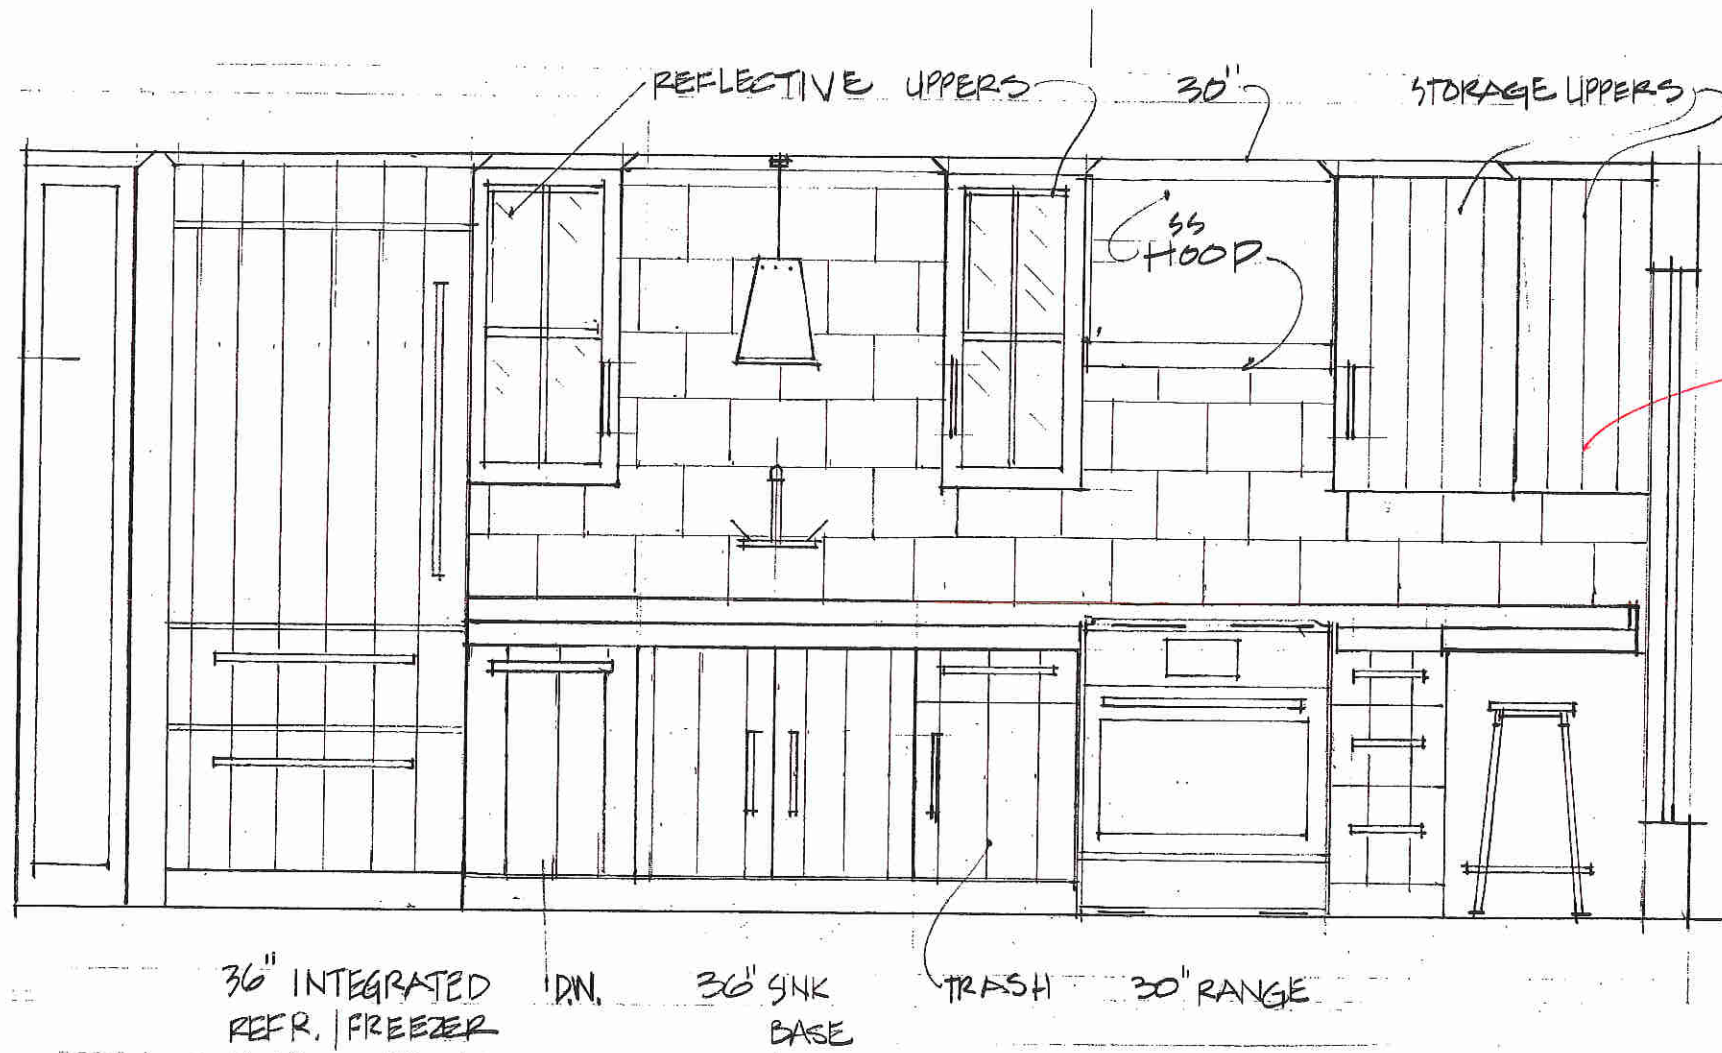 REFLECTIVE UPPERS
30"
STORAGE UPPERS
SS
HOOD
36" INTEGRATED
REFR. / FREEZER
D.W.
36" SINK
BASE
TRASH
30" RANGE